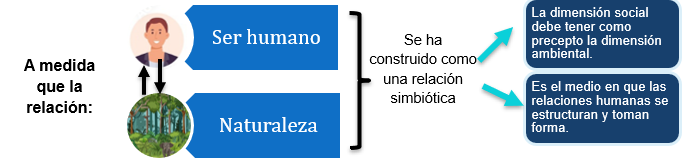 A medida
que la
relación:
Ser humano
Naturaleza
Se ha
construido como
una relación
simbiótica
La dimensión social
debe tener como
precepto la dimensión
ambiental.
Es el medio en que las
relaciones humanas se
estructuran y toman
forma.